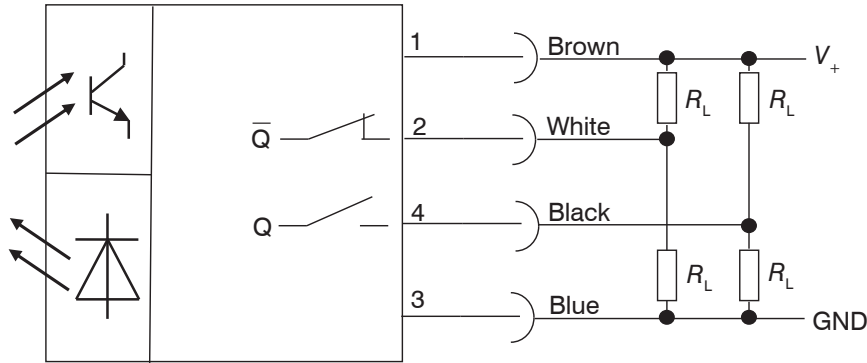 1 Brown
V+
RL RL
Q̅ 2 White
Q 4 Black
RL RL
3 Blue
GND